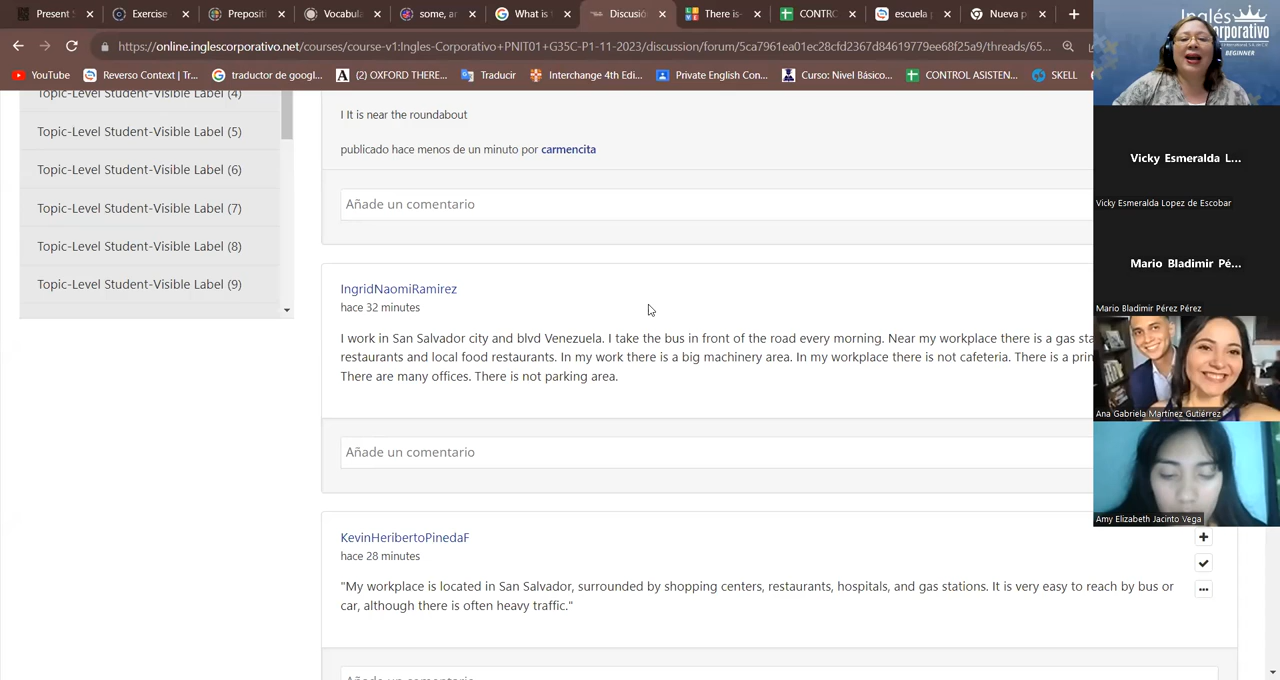 Present S
Exercise
Preposit
Vocabula
some, ar
What is
Discusió
There is-
CONTRC
escuela
Nueva p
https://online.inglescorporativo.net/courses/course-v1:Ingles-Corporativo+PNIT01+G35C-P1-11-2023/discussion/forum/5ca7961ea01ec28cfd2367d84619779ee68f25a9/threads/65...
YouTube
Reverso Context | Tr...
traductor de googl...
(2) OXFORD THERE...
Traducir
Interchange 4th Edi...
Private English Con...
Curso: Nivel Básico...
CONTROL ASISTEN...
SKELL
Inglés
Corporativo
BEGINNER
Topic-Level Student-Visible Label (4)
Topic-Level Student-Visible Label (5)
Topic-Level Student-Visible Label (6)
Topic-Level Student-Visible Label (7)
Topic-Level Student-Visible Label (8)
Topic-Level Student-Visible Label (9)
I It is near the roundabout
publicado hace menos de un minuto por carmencita
Añade un comentario
IngridNaomiRamirez
hace 32 minutes
I work in San Salvador city and blvd Venezuela. I take the bus in front of the road every morning. Near my workplace there is a gas sta
restaurants and local food restaurants. In my work there is a big machinery area. In my workplace there is not cafeteria. There is a prin
There are many offices. There is not parking area.
Añade un comentario
KevinHeribertoPinedaF
hace 28 minutes
"My workplace is located in San Salvador, surrounded by shopping centers, restaurants, hospitals, and gas stations. It is very easy to reach by bus or
car, although there is often heavy traffic."
Añade un comentario
Vicky Esmeralda L...
Vicky Esmeralda Lopez de Escobar
Mario Bladimir Pé...
Mario Bladimir Pérez Pérez
Ana Gabriela Martínez Gutiérrez
Amy Elizabeth Jacinto Vega